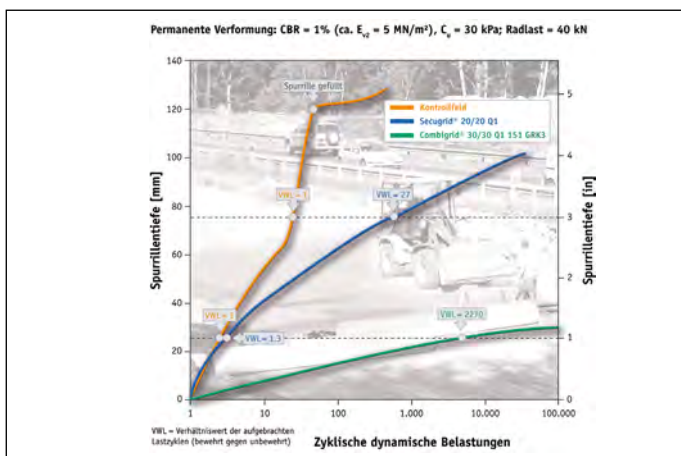 Permanente Verformung: CBR = 1% (ca. Ev2 = 5 MN/m²), Cu = 30 kPa; Radlast = 40 kN
Spurrillentiefe [mm]
140
120
100
80
60
40
20
0
Spurrille gefüllt
Kontrollfeld
Secugrid® 20/20 Q1
Combigrid® 30/30 Q1 151 GRK3
VWL = 1
VWL = 27
VWL = 1
VWL = 1.3
VWL = 2270
5
4
3
2
1
0
Spurrillentiefe [in]
1
10
100
1.000
10.000
100.000
VWL = Verhältniswert der aufgebrachten
Lastzyklen (bewehrt gegen unbewehrt)
Zyklische dynamische Belastungen